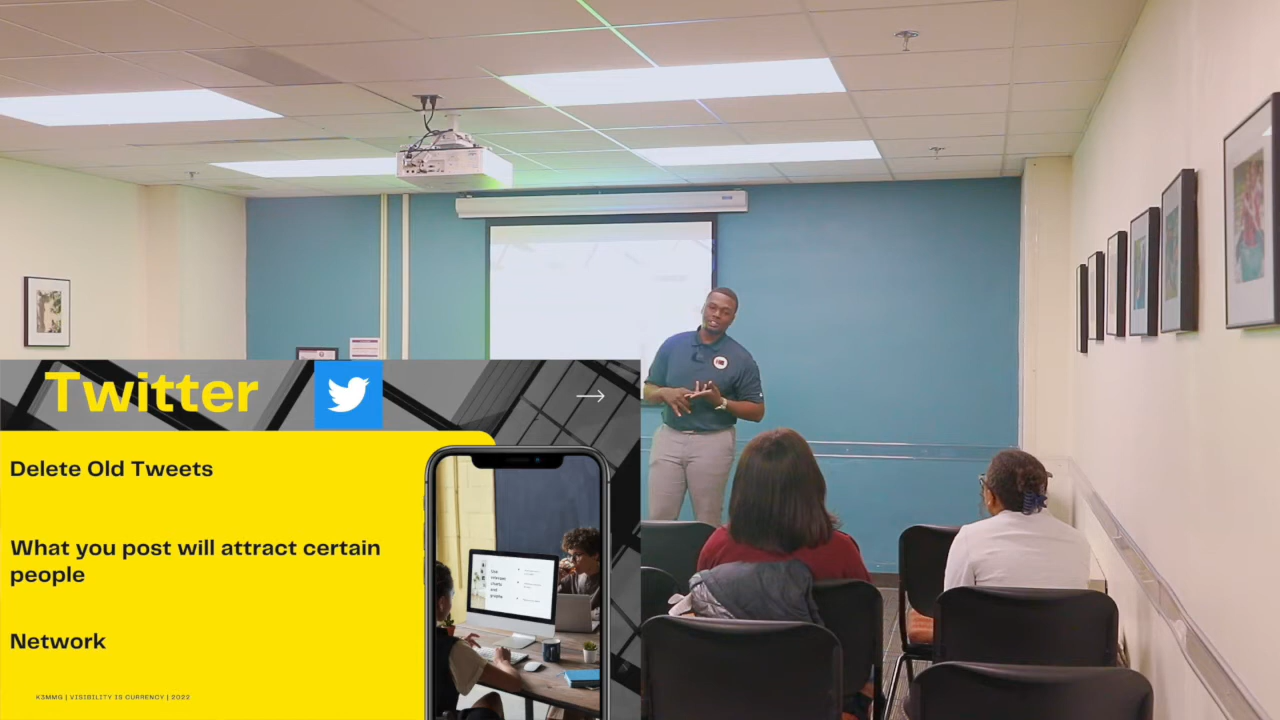 Twitter
Delete Old Tweets
What you post will attract certain
people
Network
K3MMG | VISIBILITY IS CURRENCY | 2022